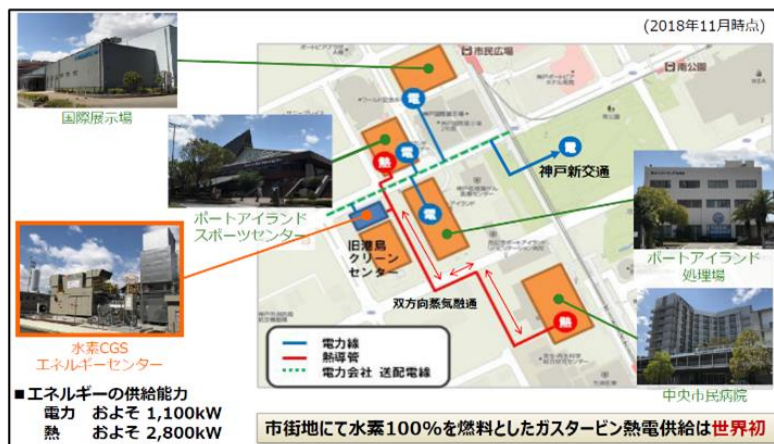 (2018年11月時点)
市民広場
南公園
国際展示場
電
熱
電
電
神戸新交通
ポートアイランド
スポーツセンター
電
旧港島
クリーン
センター
ポートアイランド
処理場
双方向蒸気融通
熱
水素CGS
エネルギーセンター
電力線
熱導管
電力会社 送配電線
中央市民病院
■エネルギーの供給能力
電力 およそ 1,100kW
熱 およそ 2,800kW
市街地にて水素100%を燃料としたガスタービン熱電供給は世界初